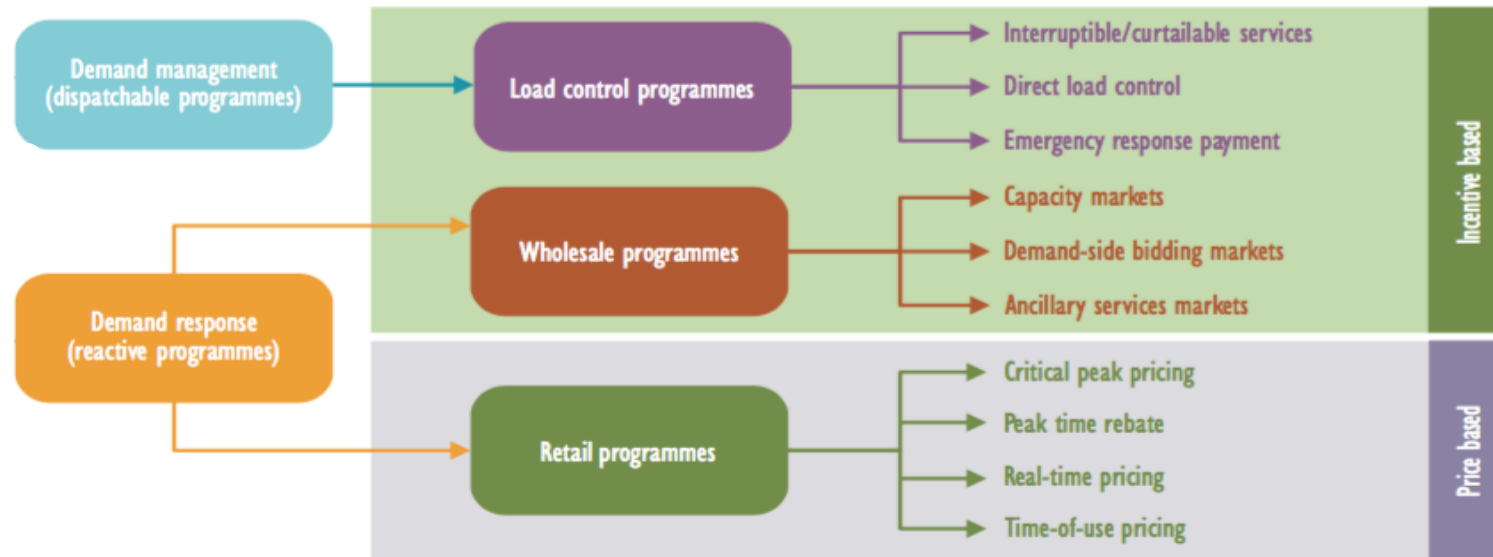 Demand management
(dispatchable programmes)
Load control programmes
Interruptible/curtailable services
Direct load control
Emergency response payment
Incentive based
Demand response
(reactive programmes)
Wholesale programmes
Capacity markets
Demand-side bidding markets
Ancillary services markets
Retail programmes
Critical peak pricing
Peak time rebate
Real-time pricing
Time-of-use pricing
Price based